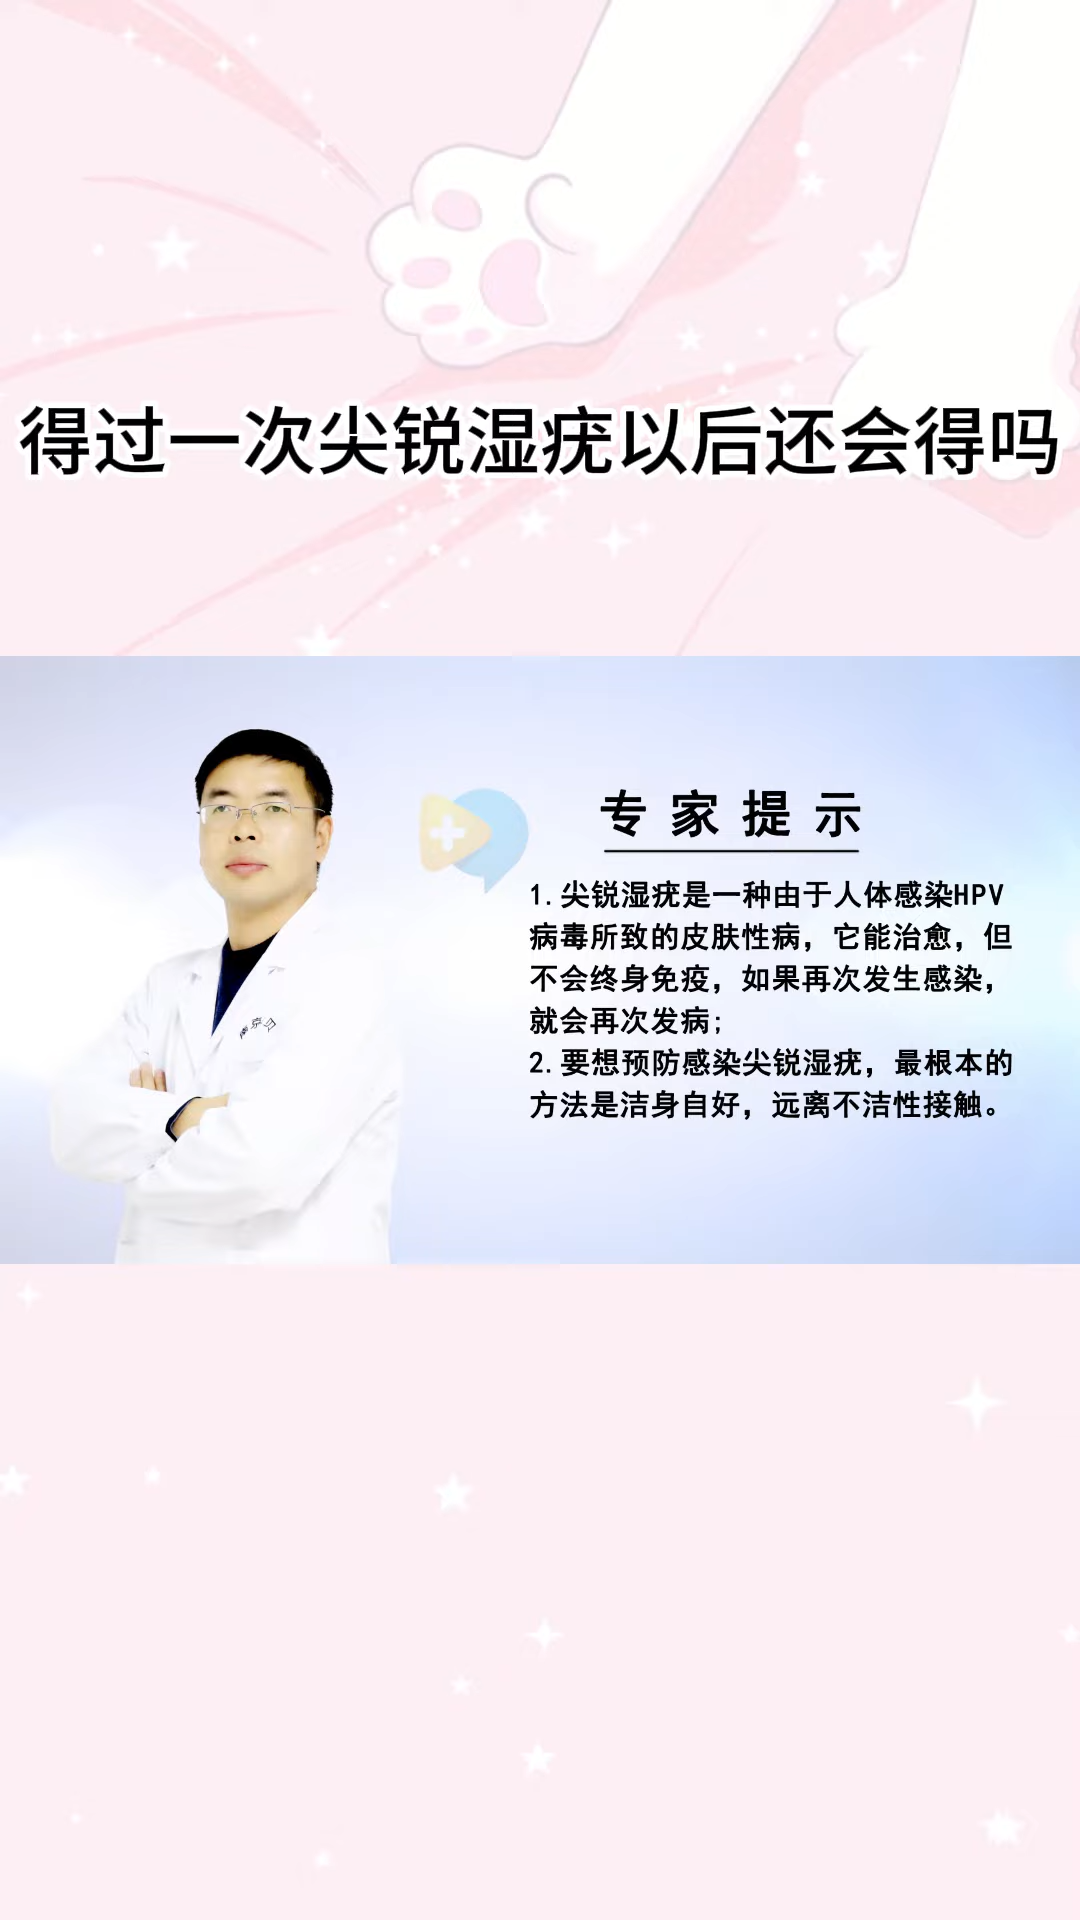 得过一次尖锐湿疣以后还会得吗
专家提示
1.尖锐湿疣是一种由于人体感染HPV
病毒所致的皮肤性病，它能治愈，但
不会终身免疫，如果再次发生感染，
就会再次发病；
2.要想预防感染尖锐湿疣，最根本的
方法是洁身自好，远离不洁性接触。